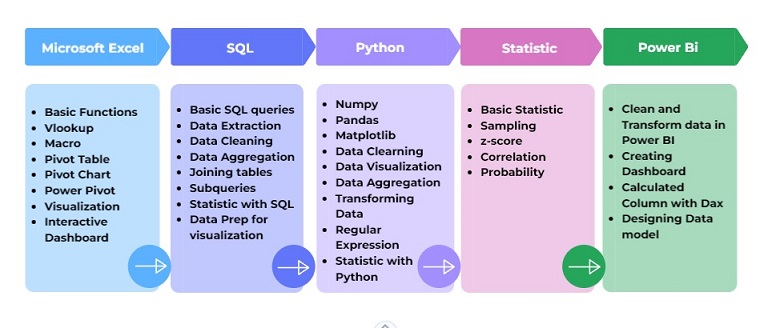 Microsoft Excel
SQL
Python
Statistic
Power Bi
• Basic Functions
• Vlookup
• Macro
• Pivot Table
• Pivot Chart
• Power Pivot
• Visualization
• Interactive
Dashboard
• Basic SQL queries
• Data Extraction
• Data Cleaning
• Data Aggregation
• Joining tables
• Subqueries
• Statistic with SQL
• Data Prep for
visualization
• Numpy
• Pandas
• Matplotlib
• Data Clearning
• Data Visualization
• Data Aggregation
• Transforming
Data
• Regular
Expression
• Statistic with
Python
• Basic Statistic
• Sampling
• z-score
• Correlation
• Probability
• Clean and
Transform data in
Power BI
• Creating
Dashboard
• Calculated
Column with Dax
• Designing Data
model